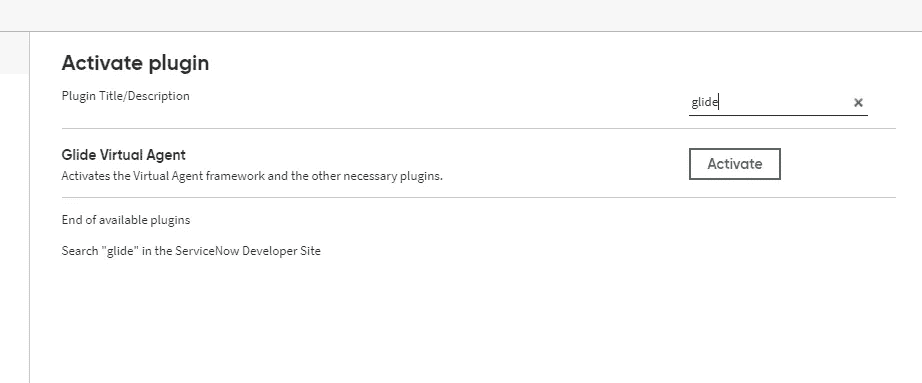 Activate plugin
Plugin Title/Description
glide
Glide Virtual Agent
Activate
Activates the Virtual Agent framework and the other necessary plugins.
End of available plugins
Search "glide" in the ServiceNow Developer Site